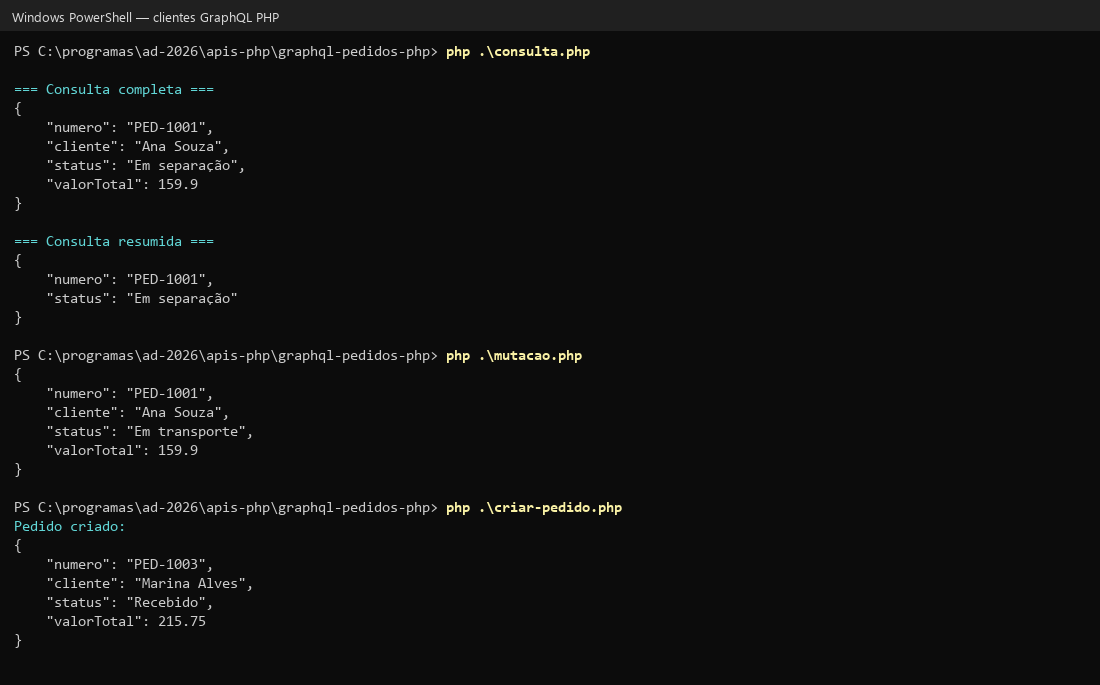 Windows PowerShell — clientes GraphQL PHP
PS C:\programas\ad-2026\apis-php\graphql-pedidos-php> php .\consulta.php
=== Consulta completa ===
{
    "numero": "PED-1001",
    "cliente": "Ana Souza",
    "status": "Em separação",
    "valorTotal": 159.9
}
=== Consulta resumida ===
{
    "numero": "PED-1001",
    "status": "Em separação"
}
PS C:\programas\ad-2026\apis-php\graphql-pedidos-php> php .\mutacao.php
{
    "numero": "PED-1001",
    "cliente": "Ana Souza",
    "status": "Em transporte",
    "valorTotal": 159.9
}
PS C:\programas\ad-2026\apis-php\graphql-pedidos-php> php .\criar-pedido.php
Pedido criado:
{
    "numero": "PED-1003",
    "cliente": "Marina Alves",
    "status": "Recebido",
    "valorTotal": 215.75
}